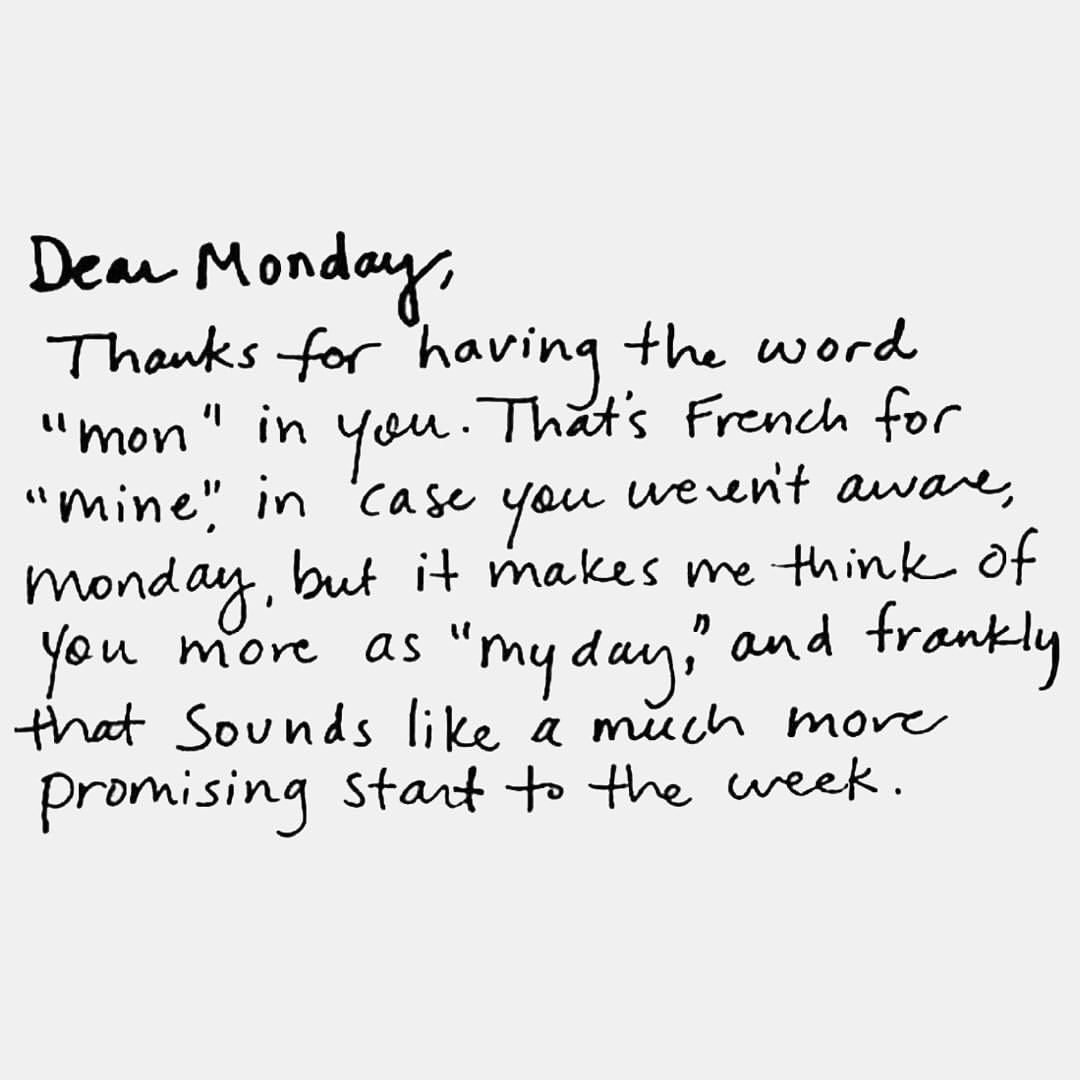 Dear Monday,
Thanks for having the word
"mon" in you. That's French for
"mine," in case you weren't aware,
monday, but it makes me think of
you more as "my day," and frankly
that sounds like a much more
promising start to the week.